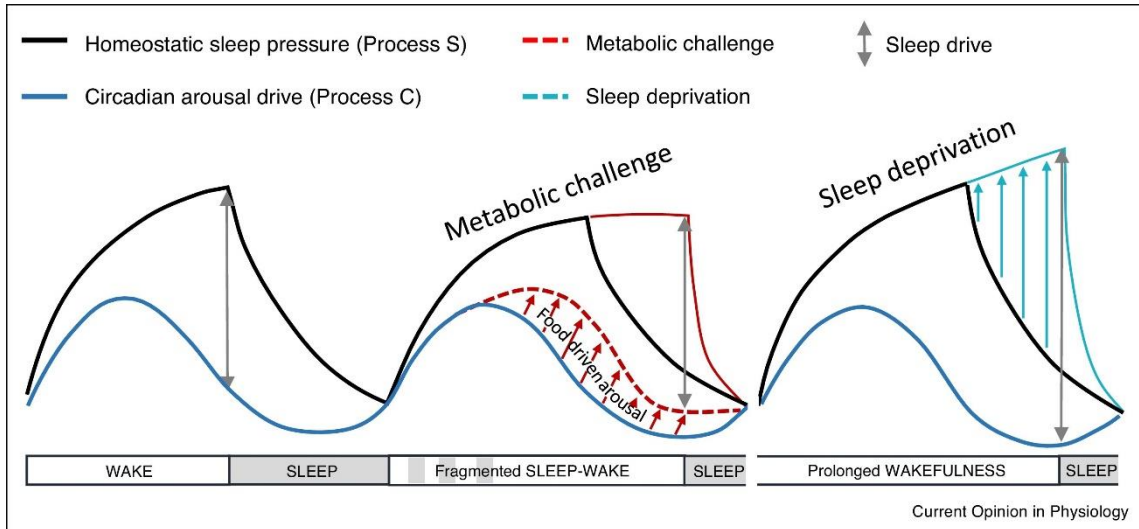 Homeostatic sleep pressure (Process S)
Metabolic challenge
Sleep drive
Circadian arousal drive (Process C)
Sleep deprivation
Metabolic challenge
Sleep deprivation
Food driven arousal
WAKE
SLEEP
Fragmented SLEEP-WAKE
SLEEP
Prolonged WAKEFULNESS
SLEEP
Current Opinion in Physiology